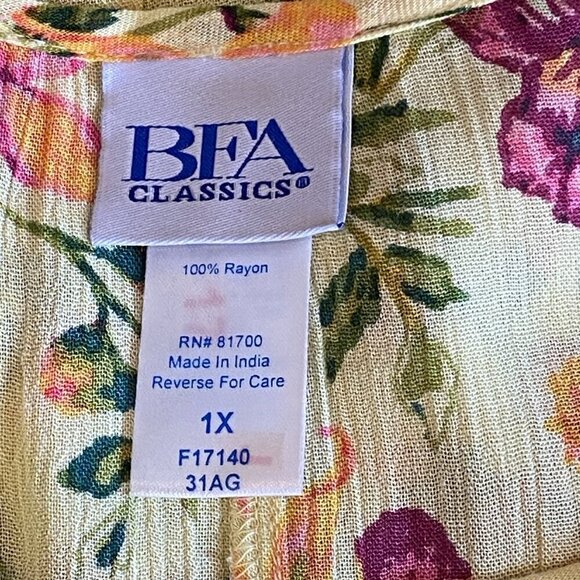 BFA
CLASSICS®
100% Rayon
RN# 81700
Made In India
Reverse For Care
1X
F17140
31AG